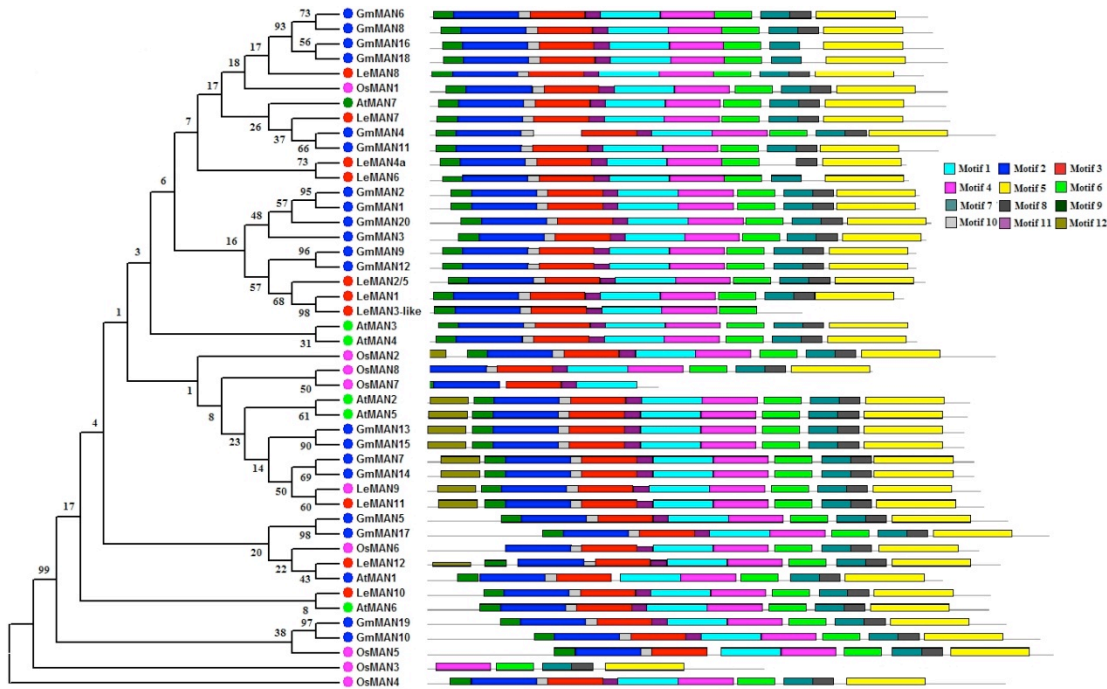 73 GmMAN6
93 GmMAN8
17 56 GmMAN16
18 GmMAN18
17 LeMAN8
OsMAN1
7 AtMAN7
26 LeMAN7
37 GmMAN4
66 GmMAN11
73 LeMAN4a
6 LeMAN6
95 GmMAN2
57 GmMAN1
48 GmMAN20
16 GmMAN3
3 96 GmMAN9
GmMAN12
57 LeMAN2/5
68 LeMAN1
1 98 LeMAN3-like
AtMAN3
31 AtMAN4
OsMAN2
1 OsMAN8
50 OsMAN7
8 AtMAN2
61 AtMAN5
4 23 GmMAN13
90 GmMAN15
14 GmMAN7
69 GmMAN14
50 LeMAN9
60 LeMAN11
17 GmMAN5
98 GmMAN17
20 OsMAN6
22 LeMAN12
99 43 AtMAN1
LeMAN10
8 AtMAN6
97 GmMAN19
38 GmMAN10
OsMAN5
OsMAN3
OsMAN4
Motif 1 Motif 2 Motif 3
Motif 4 Motif 5 Motif 6
Motif 7 Motif 8 Motif 9
Motif 10 Motif 11 Motif 12